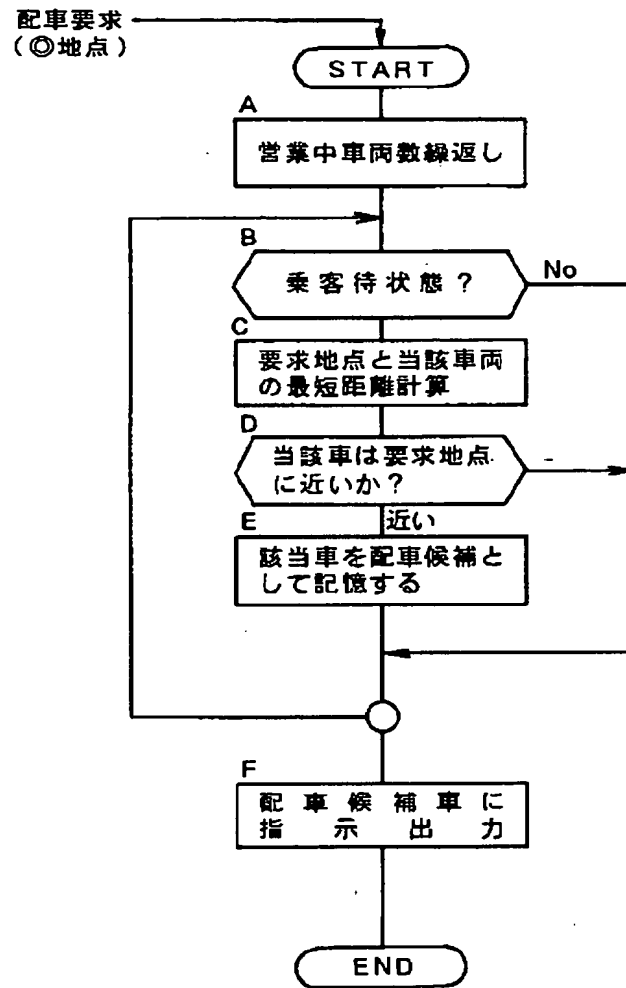 配車要求
(◎地点)
START
A
営業中車両数繰返し
B
乗客待状態?
No
C
要求地点と当該車両
の最短距離計算
D
当該車は要求地点
に近いか?
近い
E
該当車を配車候補と
して記憶する
F
配車候補車に
指示出力
END